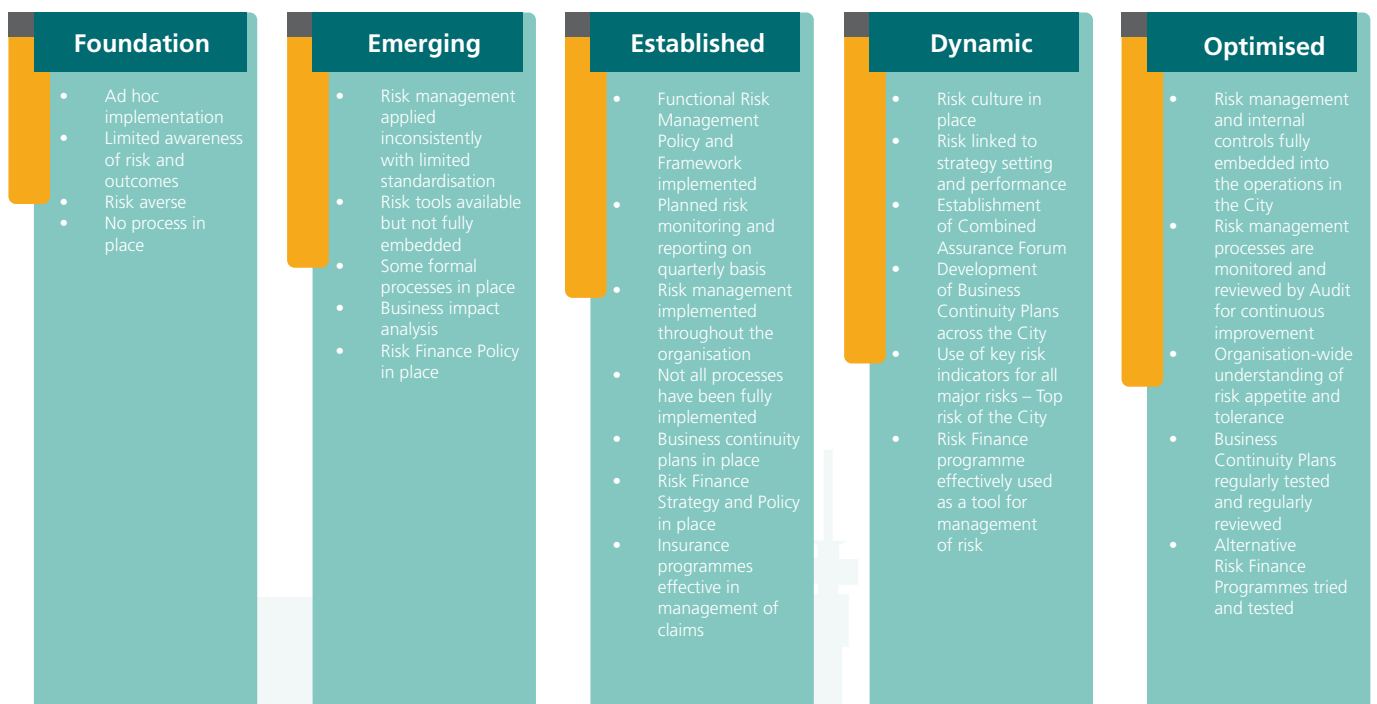 Foundation
• Ad hoc
implementation
• Limited awareness
of risk and
outcomes
• Risk averse
• No process in
place
Emerging
• Risk management
applied
inconsistently
with limited
standardisation
• Risk tools available
but not fully
embedded
• Some formal
processes in place
• Business impact
analysis
• Risk Finance Policy
in place
Established
• Functional Risk
Management
Policy and
Framework
implemented
• Planned risk
monitoring and
reporting on
quarterly basis
• Risk management
implemented
throughout the
organisation
• Not all processes
have been fully
implemented
• Business continuity
plans in place
• Risk Finance
Strategy and Policy
in place
• Insurance
programmes
effective in
management of
claims
Dynamic
• Risk culture in
place
• Risk linked to
strategy setting
and performance
• Establishment
of Combined
Assurance Forum
• Development
of Business
Continuity Plans
across the City
• Use of key risk
indicators for all
major risks – Top
risk of the City
• Risk Finance
programme
effectively used
as a tool for
management
of risk
Optimised
• Risk management
and internal
controls fully
embedded into
the operations in
the City
• Risk management
processes are
monitored and
reviewed by Audit
for continuous
improvement
• Organisation-wide
understanding of
risk appetite and
tolerance
• Business
Continuity Plans
regularly tested
and regularly
reviewed
• Alternative
Risk Finance
Programmes tried
and tested